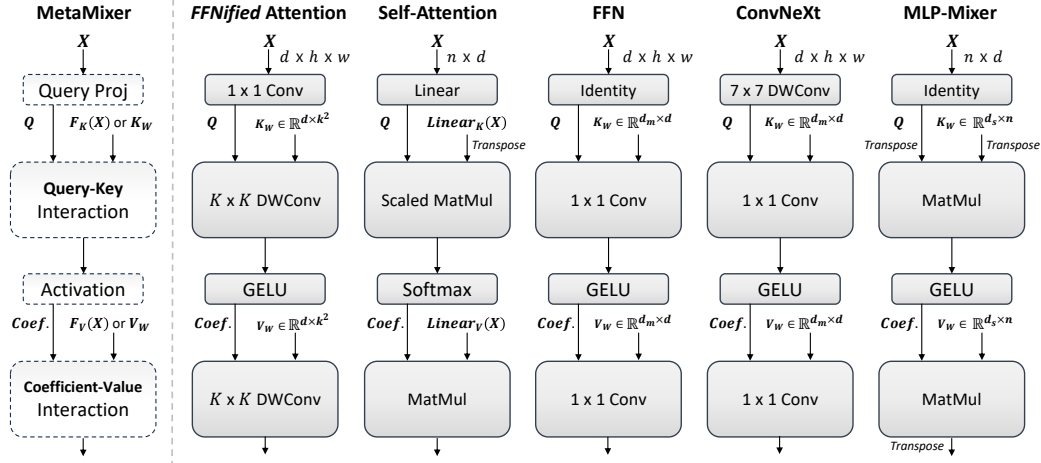 MetaMixer
X
Query Proj
Q
F_K(X) or K_W
Query-Key
Interaction
Activation
Coef.
F_V(X) or V_W
Coefficient-Value
Interaction
FFNified Attention
X
d x h x w
1 x 1 Conv
Q
K_W ∈ ℝ^{d×k^2}
K x K DWConv
GELU
Coef.
V_W ∈ ℝ^{d×k^2}
K x K DWConv
Self-Attention
X
n x d
Linear
Q
Linear_K(X)
Transpose
Scaled MatMul
Softmax
Coef.
Linear_V(X)
MatMul
FFN
X
d x h x w
Identity
Q
K_W ∈ ℝ^{d_m×d}
1 x 1 Conv
GELU
Coef.
V_W ∈ ℝ^{d_m×d}
1 x 1 Conv
ConvNeXt
X
d x h x w
7 x 7 DWConv
Q
K_W ∈ ℝ^{d_m×d}
1 x 1 Conv
GELU
Coef.
V_W ∈ ℝ^{d_m×d}
1 x 1 Conv
MLP-Mixer
X
n x d
Identity
Q
K_W ∈ ℝ^{d_s×n}
Transpose
Transpose
MatMul
GELU
Coef.
V_W ∈ ℝ^{d_s×n}
MatMul
Transpose